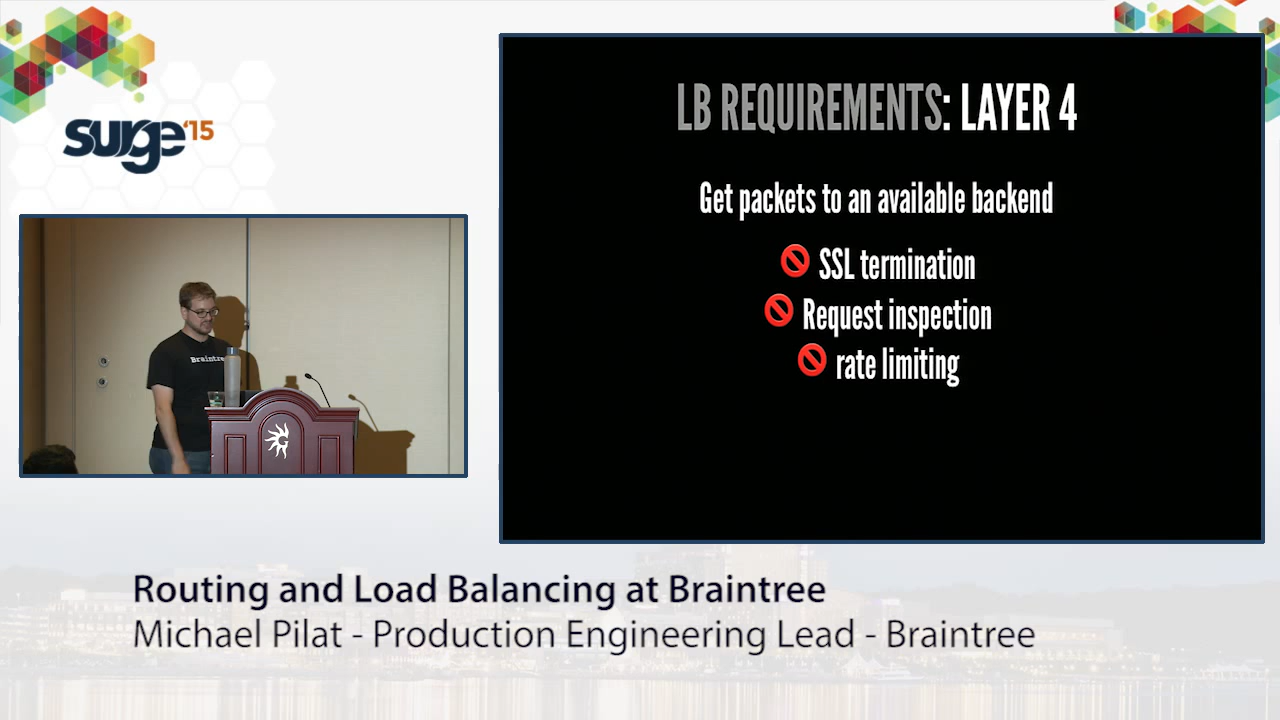 surge'15
LB REQUIREMENTS: LAYER 4
Get packets to an available backend
SSL termination
Request inspection
rate limiting
Braintre
Routing and Load Balancing at Braintree
Michael Pilat - Production Engineering Lead - Braintree